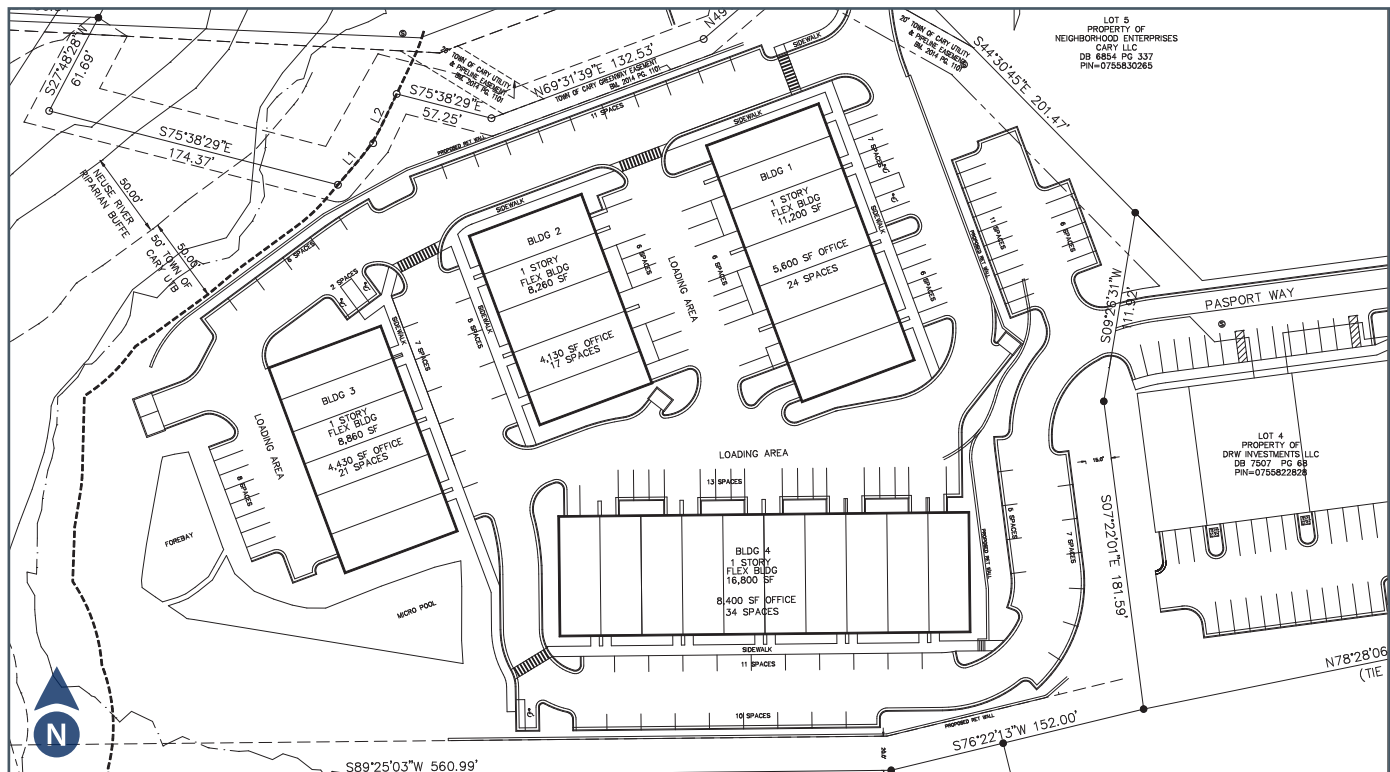 S27°48'28"W
61.69'
S75°38'29"E
174.37'
L1
L2
S75°38'29"E
57.25'
20' TOWN OF CARY UTILITY
& PIPELINE EASEMENT
BM. 2014 PG. 1101
N69°31'39"E 132.53'
TOWN OF CARY GREENWAY EASEMENT
BM. 2014 PG. 1101
N49
11 SPACES
PROPOSED RET WALL
SIDEWALK
20' TOWN OF CARY UTILITY
& PIPELINE EASEMENT
BM. 2014 PG. 1101
S44°30'45"E 201.47'
LOT 5
PROPERTY OF
NEIGHBORHOOD ENTERPRISES
CARY LLC
DB 6854 PG 337
PIN=0755830265
50.00'
NEUSE RIVER
RIPARIAN BUFFE
50.00'
50' TOWN OF
CARY UTB
6 SPACES
2 SPACES
SIDEWALK
SIDEWALK
BLDG 1
1 STORY
FLEX BLDG
11,200 SF
5,600 SF OFFICE
24 SPACES
7 SPACES
SIDEWALK
6 SPACES
6 SPACES
LOADING AREA
6 SPACES
BLDG 2
1 STORY
FLEX BLDG
8,260 SF
4,130 SF OFFICE
17 SPACES
SIDEWALK
8 SPACES
SIDEWALK
7 SPACES
BLDG 3
1 STORY
FLEX BLDG
8,860 SF
4,430 SF OFFICE
21 SPACES
LOADING AREA
8 SPACES
FOREBAY
MICRO POOL
11 SPACES
6 SPACES
PROPOSED RET WALL
S09°26'31"W
11.92'
PASPORT WAY
LOT 4
PROPERTY OF
DRW INVESTMENTS LLC
DB 7507 PG 68
PIN=0755822828
LOADING AREA
13 SPACES
BLDG 4
1 STORY
FLEX BLDG
16,800 SF
8,400 SF OFFICE
34 SPACES
SIDEWALK
11 SPACES
10 SPACES
PROPOSED RET WALL
7 SPACES
S07°22'01"E 181.59'
PROPOSED RET WALL
S76°22'13"W 152.00'
N78°28'06
(TIE
N
S89°25'03"W 560.99'